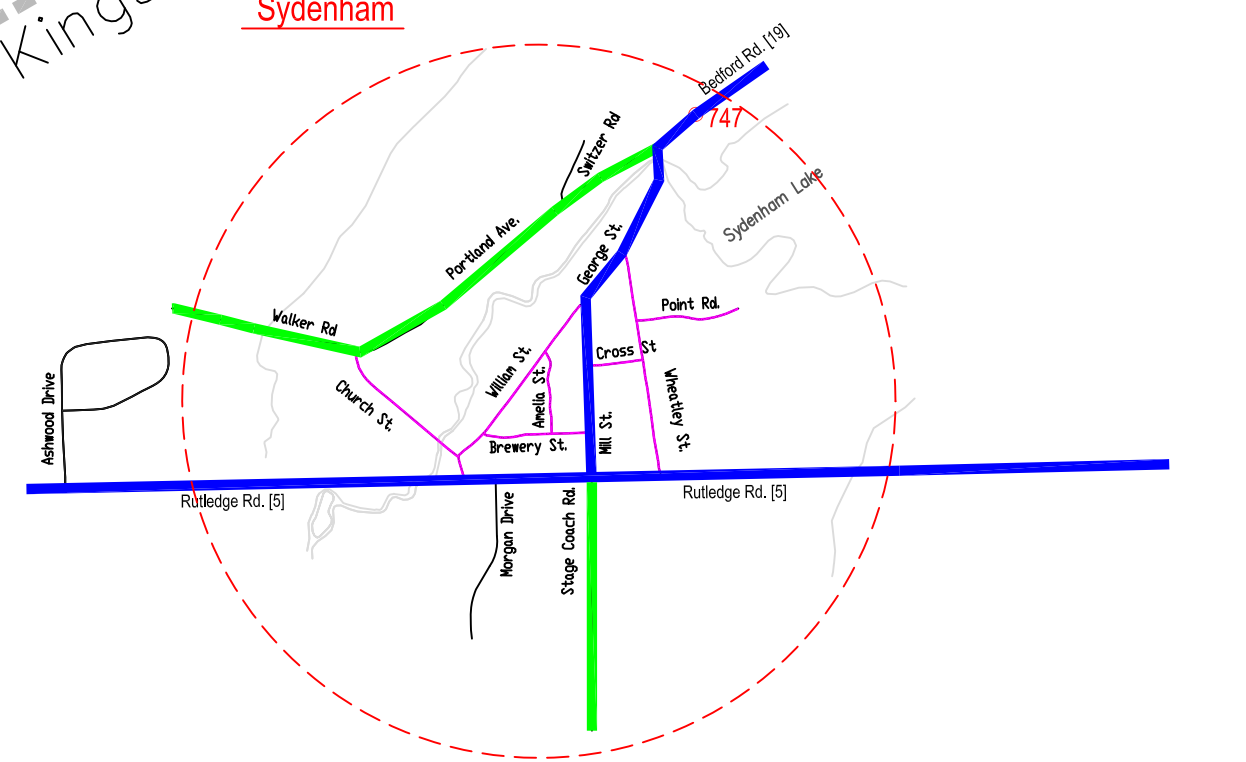 Sydenham
Kings
Bedford Rd. [19]
747
Switzer Rd
Sydenham Lake
Portland Ave.
George St.
Point Rd.
Walker Rd
Cross St
William St.
Amelia St.
Wheatley St.
Church St.
Ashwood Drive
Brewery St.
Mill St.
Rutledge Rd. [5]
Rutledge Rd. [5]
Morgan Drive
Stage Coach Rd.